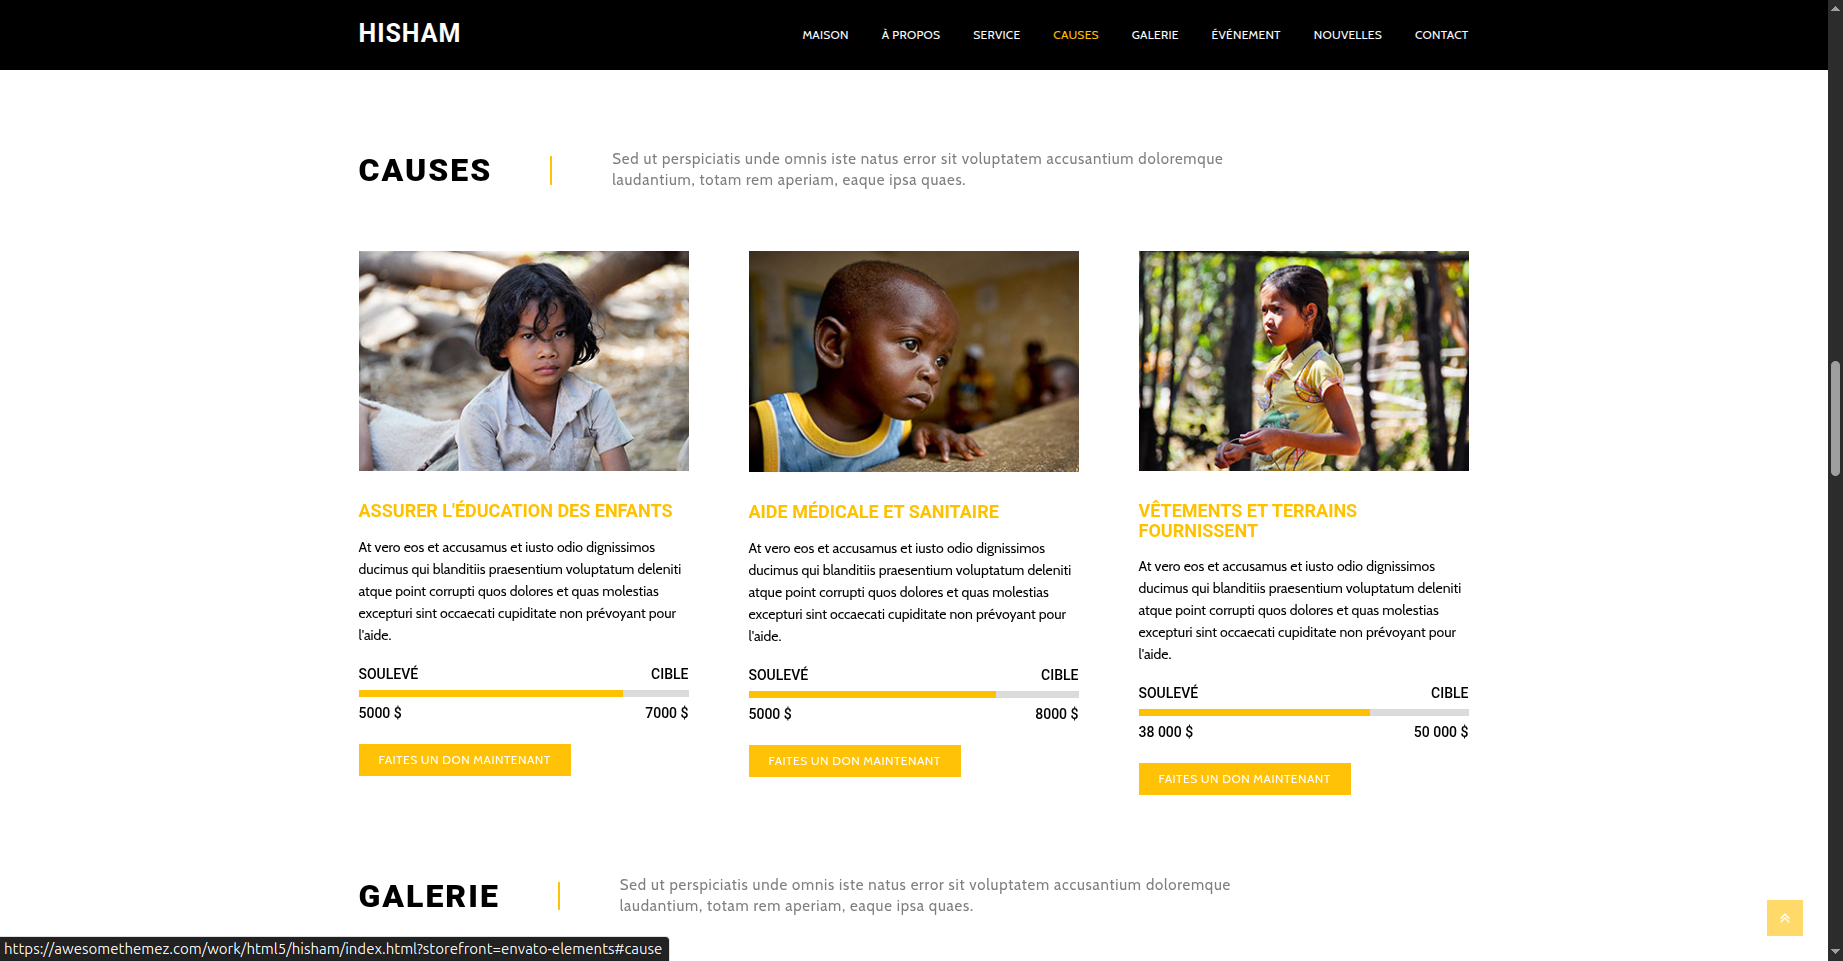 HISHAM
MAISON À PROPOS SERVICE CAUSES GALERIE ÉVÉNEMENT NOUVELLES CONTACT
CAUSES
Sed ut perspiciatis unde omnis iste natus error sit voluptatem accusantium doloremque
laudantium, totam rem aperiam, eaque ipsa quaes.
ASSURER L'ÉDUCATION DES ENFANTS
At vero eos et accusamus et iusto odio dignissimos
ducimus qui blanditiis praesentium voluptatum deleniti
atque point corrupti quos dolores et quas molestias
excepturi sint occaecati cupiditate non prévoyant pour
l'aide.
SOULEVÉ CIBLE
5000 $ 7000 $
FAITES UN DON MAINTENANT
AIDE MÉDICALE ET SANITAIRE
At vero eos et accusamus et iusto odio dignissimos
ducimus qui blanditiis praesentium voluptatum deleniti
atque point corrupti quos dolores et quas molestias
excepturi sint occaecati cupiditate non prévoyant pour
l'aide.
SOULEVÉ CIBLE
5000 $ 8000 $
FAITES UN DON MAINTENANT
VÊTEMENTS ET TERRAINS
FOURNISSENT
At vero eos et accusamus et iusto odio dignissimos
ducimus qui blanditiis praesentium voluptatum deleniti
atque point corrupti quos dolores et quas molestias
excepturi sint occaecati cupiditate non prévoyant pour
l'aide.
SOULEVÉ CIBLE
38 000 $ 50 000 $
FAITES UN DON MAINTENANT
GALERIE
Sed ut perspiciatis unde omnis iste natus error sit voluptatem accusantium doloremque
laudantium, totam rem aperiam, eaque ipsa quaes.
https://awesomethemez.com/work/html5/hisham/index.html?storefront=envato-elements#cause